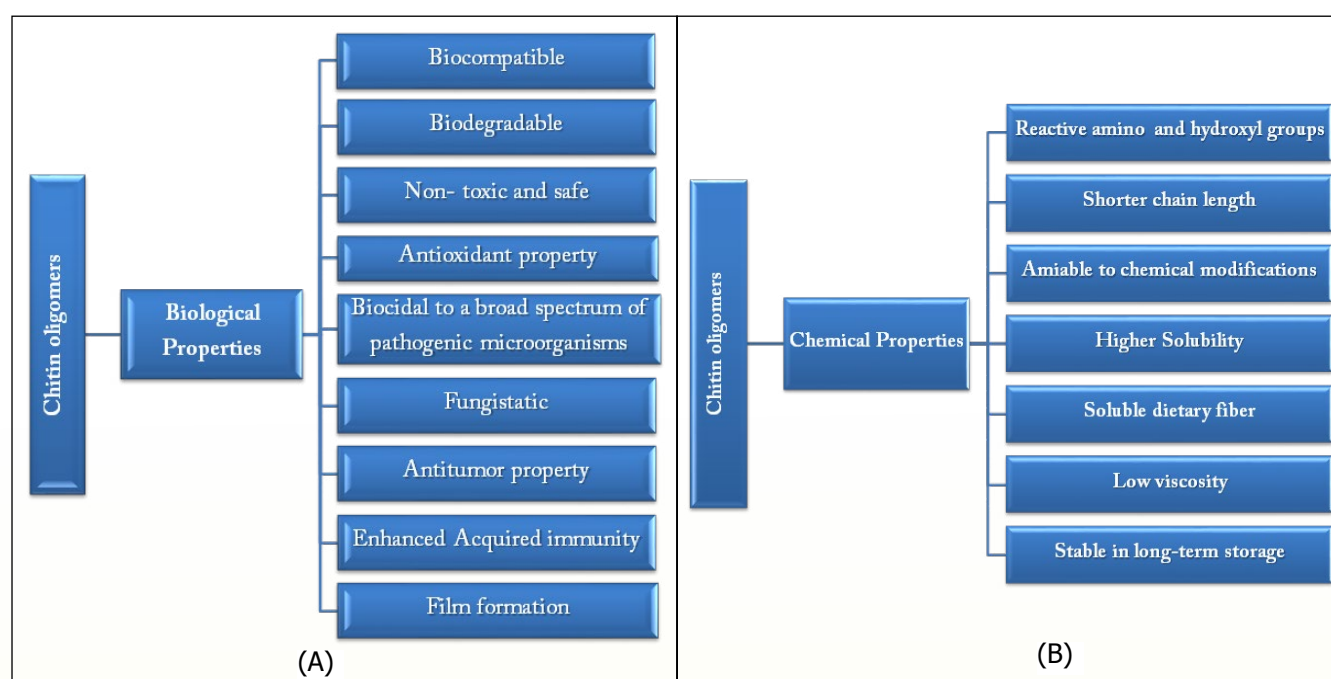 Chitin oligomers
Biological
Properties
Biocompatible
Biodegradable
Non- toxic and safe
Antioxidant property
Biocidal to a broad spectrum of
pathogenic microorganisms
Fungistatic
Antitumor property
Enhanced Acquired immunity
Film formation
(A)
Chitin oligomers
Chemical Properties
Reactive amino and hydroxyl groups
Shorter chain length
Amiable to chemical modifications
Higher Solubility
Soluble dietary fiber
Low viscosity
Stable in long-term storage
(B)